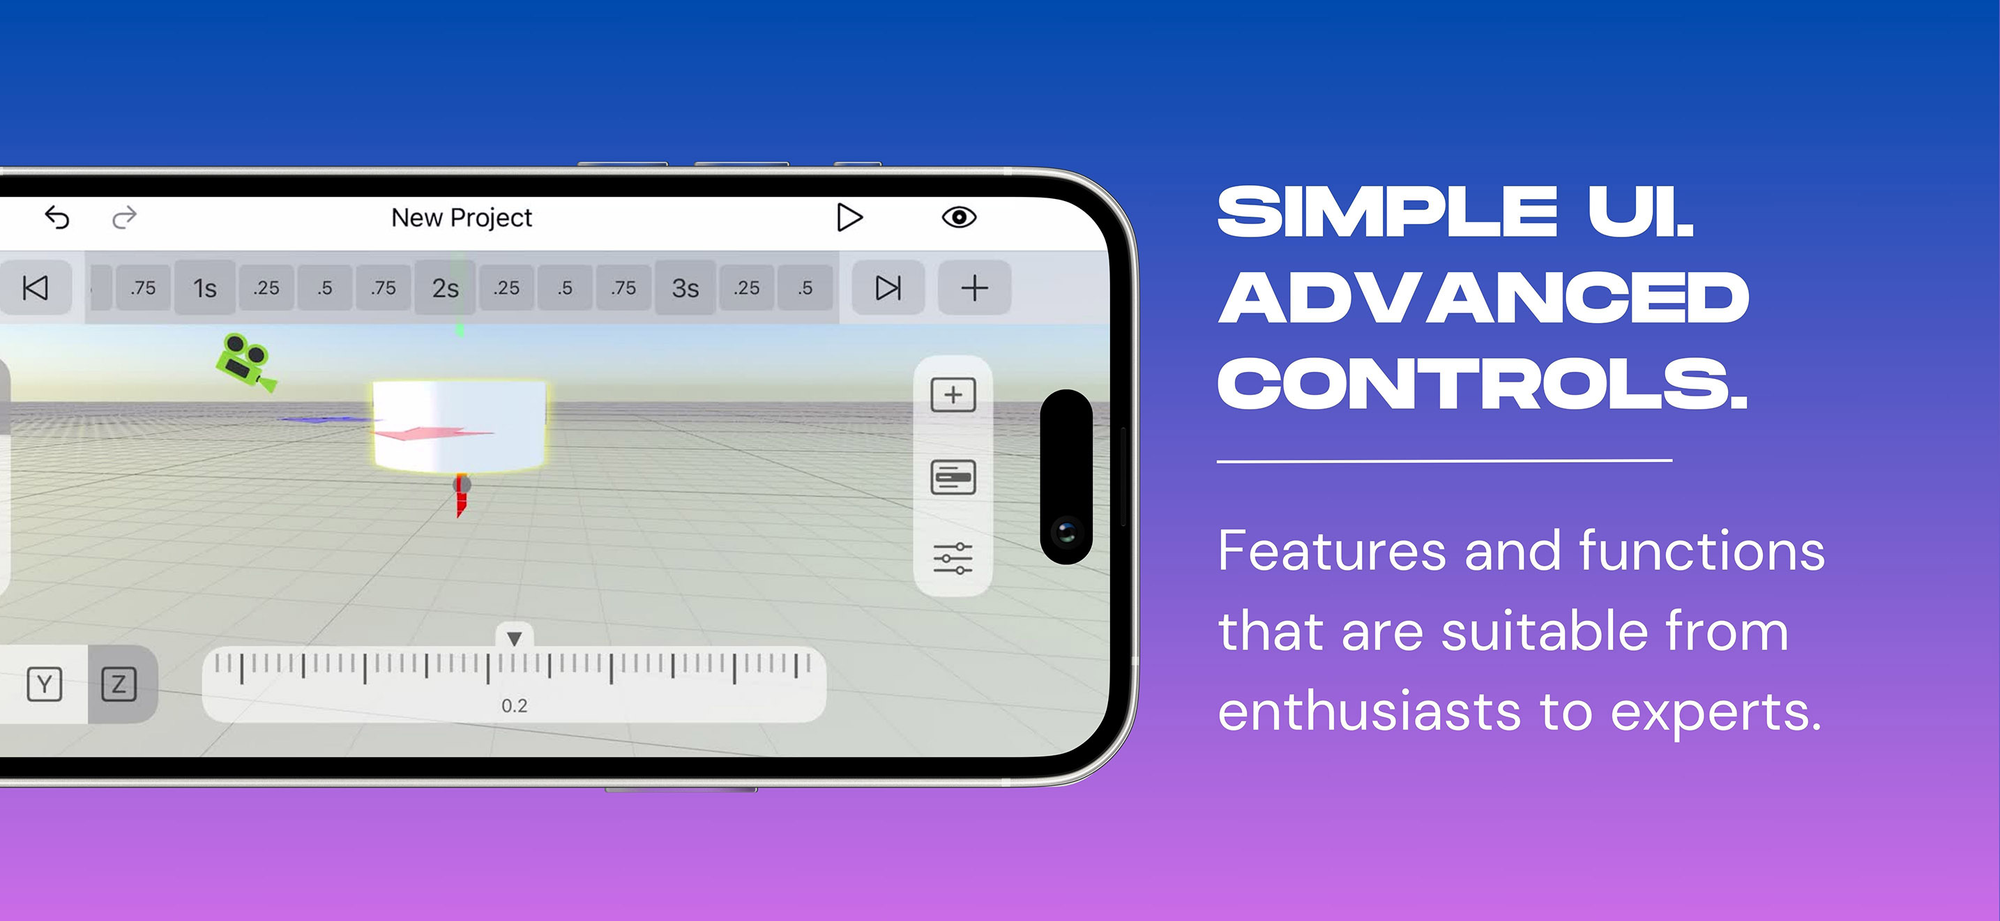 New Project
.75 1s .25 .5 .75 2s .25 .5 .75 3s .25 .5
Y Z
0.2
SIMPLE UI.
ADVANCED
CONTROLS.
Features and functions
that are suitable from
enthusiasts to experts.